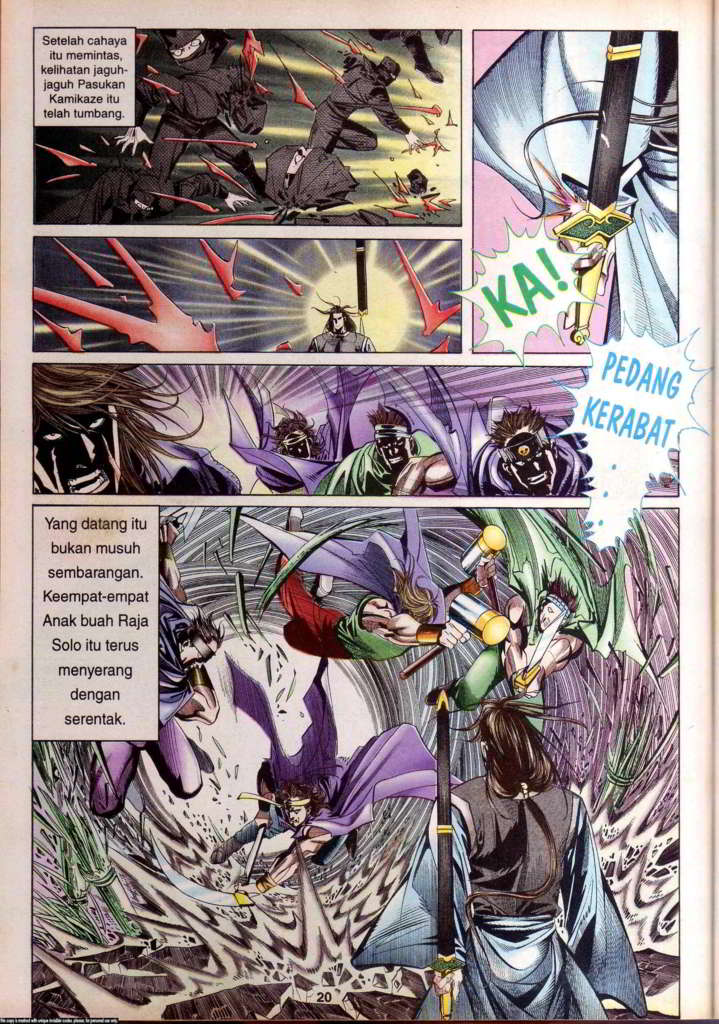 Setelah cahaya
itu memintas,
kelihatan jaguh-
jaguh Pasukan
Kamikaze itu
telah tumbang.
KA!
PEDANG
KERABAT
. . .
Yang datang itu
bukan musuh
sembarangan.
Keempat-empat
Anak buah Raja
Solo itu terus
menyerang
dengan
serentak.
20